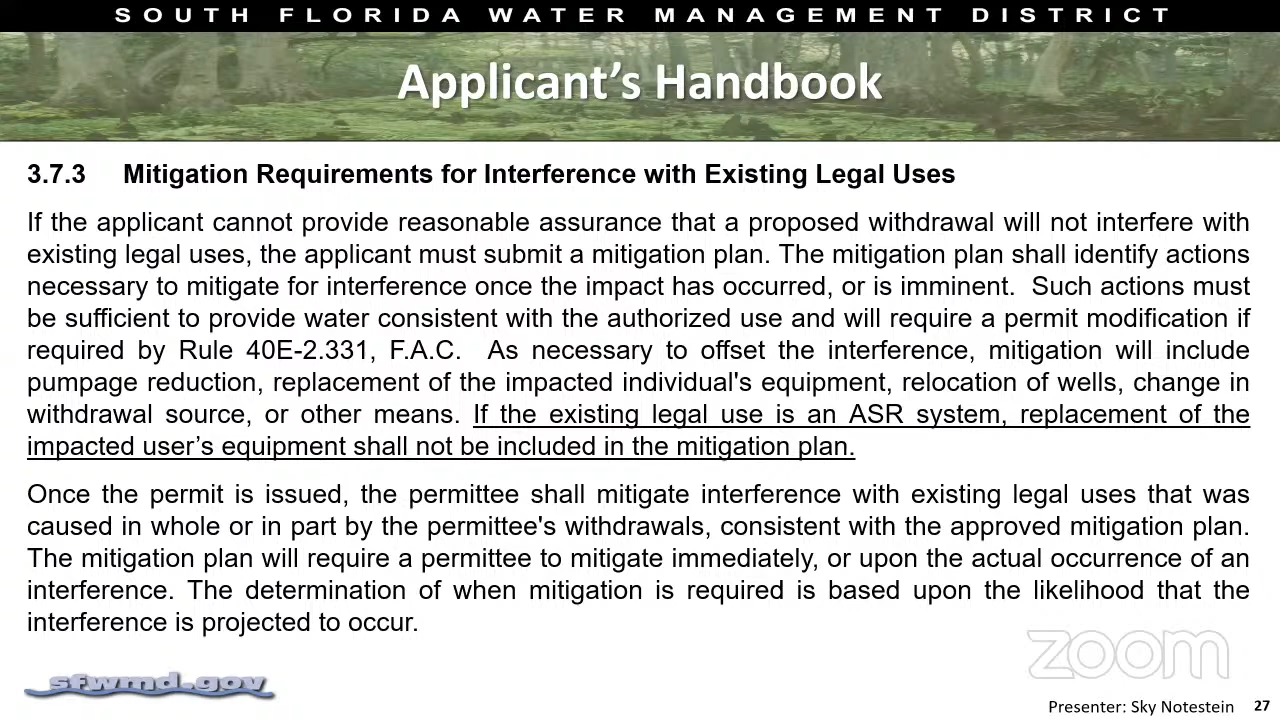 SOUTH FLORIDA WATER MANAGEMENT DISTRICT
Applicant's Handbook
3.7.3 Mitigation Requirements for Interference with Existing Legal Uses
If the applicant cannot provide reasonable assurance that a proposed withdrawal will not interfere with
existing legal uses, the applicant must submit a mitigation plan. The mitigation plan shall identify actions
necessary to mitigate for interference once the impact has occurred, or is imminent. Such actions must
be sufficient to provide water consistent with the authorized use and will require a permit modification if
required by Rule 40E-2.331, F.A.C. As necessary to offset the interference, mitigation will include
pumpage reduction, replacement of the impacted individual's equipment, relocation of wells, change in
withdrawal source, or other means. If the existing legal use is an ASR system, replacement of the
impacted user’s equipment shall not be included in the mitigation plan.
Once the permit is issued, the permittee shall mitigate interference with existing legal uses that was
caused in whole or in part by the permittee's withdrawals, consistent with the approved mitigation plan.
The mitigation plan will require a permittee to mitigate immediately, or upon the actual occurrence of an
interference. The determination of when mitigation is required is based upon the likelihood that the
interference is projected to occur.
zoom
sfwmd.gov
Presenter: Sky Notestein 27